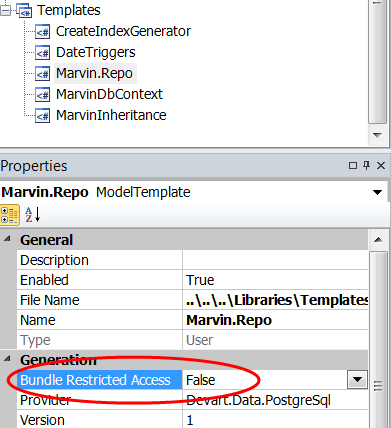 Templates
CreateIndexGenerator
DateTriggers
Marvin.Repo
MarvinDbContext
MarvinInheritance
Properties
Marvin.Repo ModelTemplate
General
Description
Enabled True
File Name ..\..\..\Libraries\Templates
Name Marvin.Repo
Type User
Generation
Bundle Restricted Access False
Provider Devart.Data.PostgreSql
Version 1